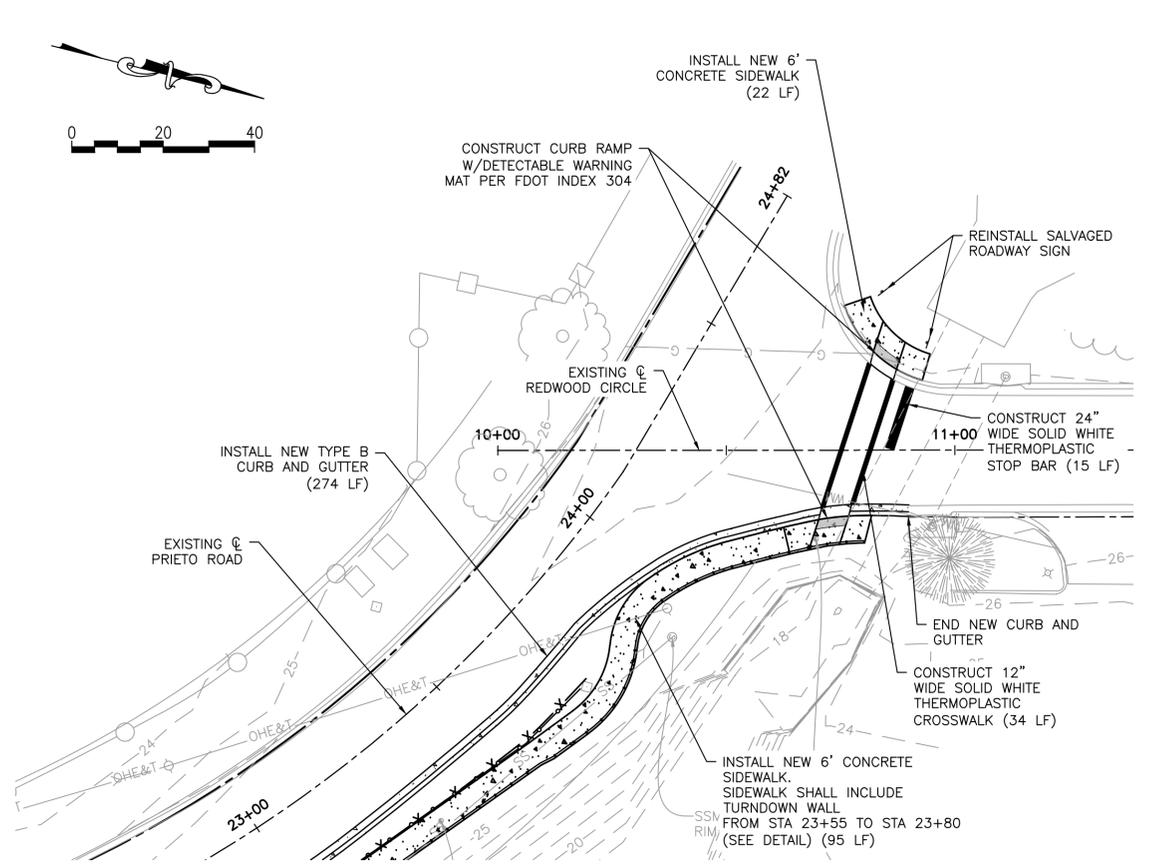 0 20 40
INSTALL NEW 6'
CONCRETE SIDEWALK
(22 LF)
CONSTRUCT CURB RAMP
W/DETECTABLE WARNING
MAT PER FDOT INDEX 304
24+82
REINSTALL SALVAGED
ROADWAY SIGN
G G G
EXISTING ℄
REDWOOD CIRCLE
26
10+00
11+00
CONSTRUCT 24"
WIDE SOLID WHITE
THERMOPLASTIC
STOP BAR (15 LF)
INSTALL NEW TYPE B
CURB AND GUTTER
(274 LF)
24+00
WM
EXISTING ℄
PRIETO ROAD
26
26
END NEW CURB AND
GUTTER
18
OHE&T
25
OHE&T
SS
CONSTRUCT 12"
WIDE SOLID WHITE
THERMOPLASTIC
CROSSWALK (34 LF)
24
OHE&T
24
OHE&T
SS
INSTALL NEW 6' CONCRETE
SIDEWALK.
SIDEWALK SHALL INCLUDE
TURNDOWN WALL
FROM STA 23+55 TO STA 23+80
(SEE DETAIL) (95 LF)
23+00
25
20
SSM
RIM